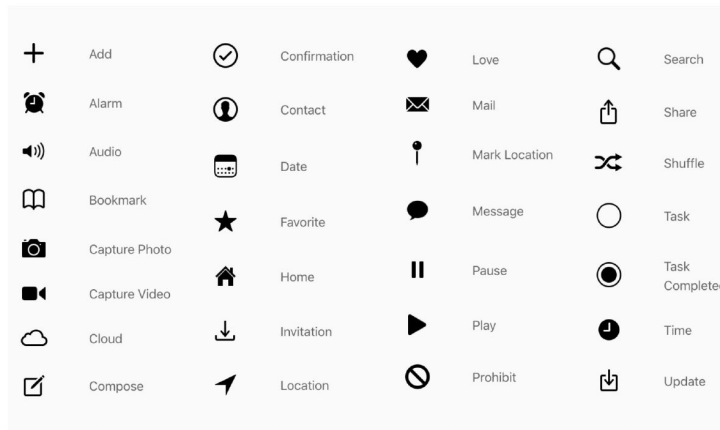 Add
Alarm
Audio
Bookmark
Capture Photo
Capture Video
Cloud
Compose
Confirmation
Contact
Date
Favorite
Home
Invitation
Location
Love
Mail
Mark Location
Message
Pause
Play
Prohibit
Search
Share
Shuffle
Task
Task
Completed
Time
Update